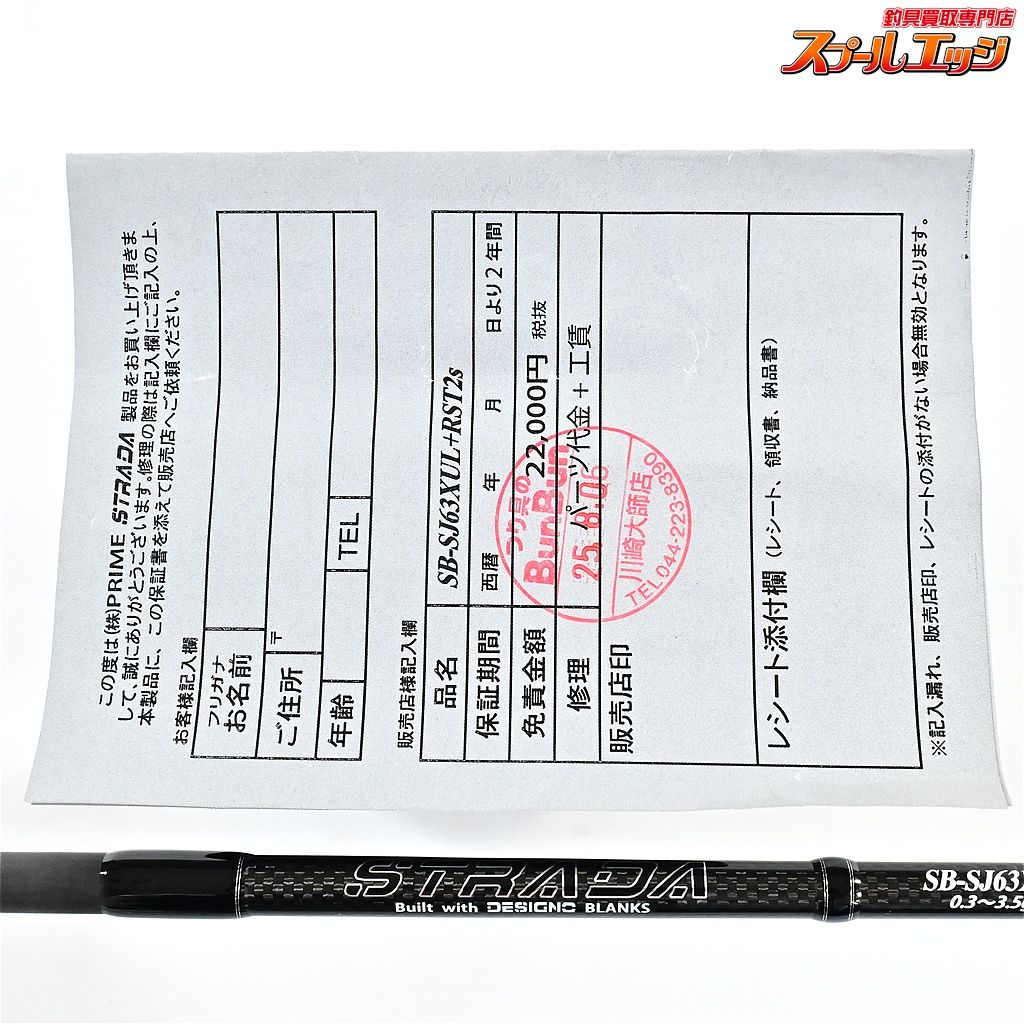 釣具買取専門店
スプールエッジ
この度は(株)PRIME STRADA 製品をお買い上げ頂きま
して、誠にありがとうございます。修理の際は記入欄にご記入の上、
本製品に、この保証書を添えて販売店へご依頼ください。
お客様記入欄
フリガナ
お名前
ご住所 〒
年齢 TEL
販売店様記入欄
品名 SB-SJ63XUL+RST2s
保証期間 西暦 年 月 日より2年間
免責金額 22,000円 税抜
修理 パーツ代金 + 工賃
販売店印
つり具の
BunBun
25.8.06
川崎大師店
TEL044-223-8390
レシート添付欄 (レシート、領収書、納品書)
※記入漏れ、販売店印、レシートの添付がない場合無効となります。
STRADA
Built with DESIGNO BLANKS
SB-SJ63X
0.3～3.5g